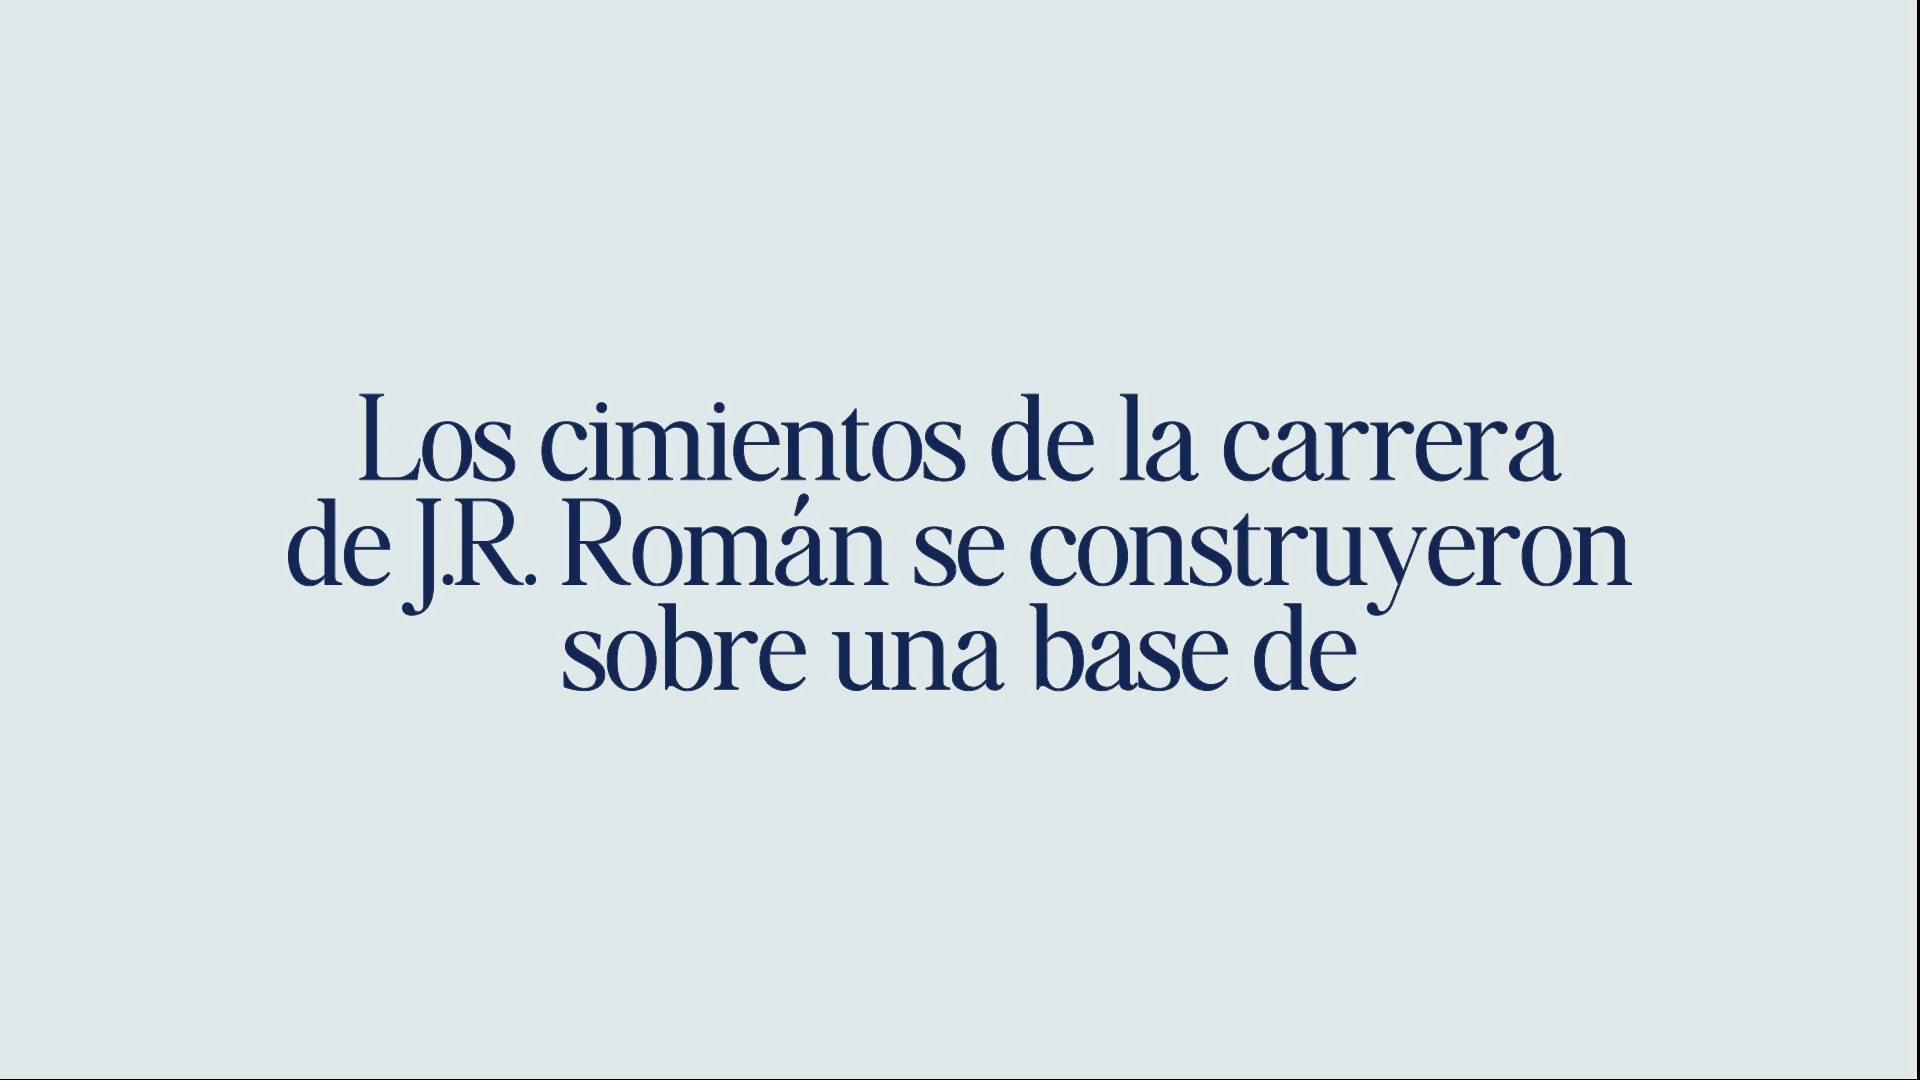 Los cimientos de la carrera
de J.R. Román se construyeron
sobre una base de